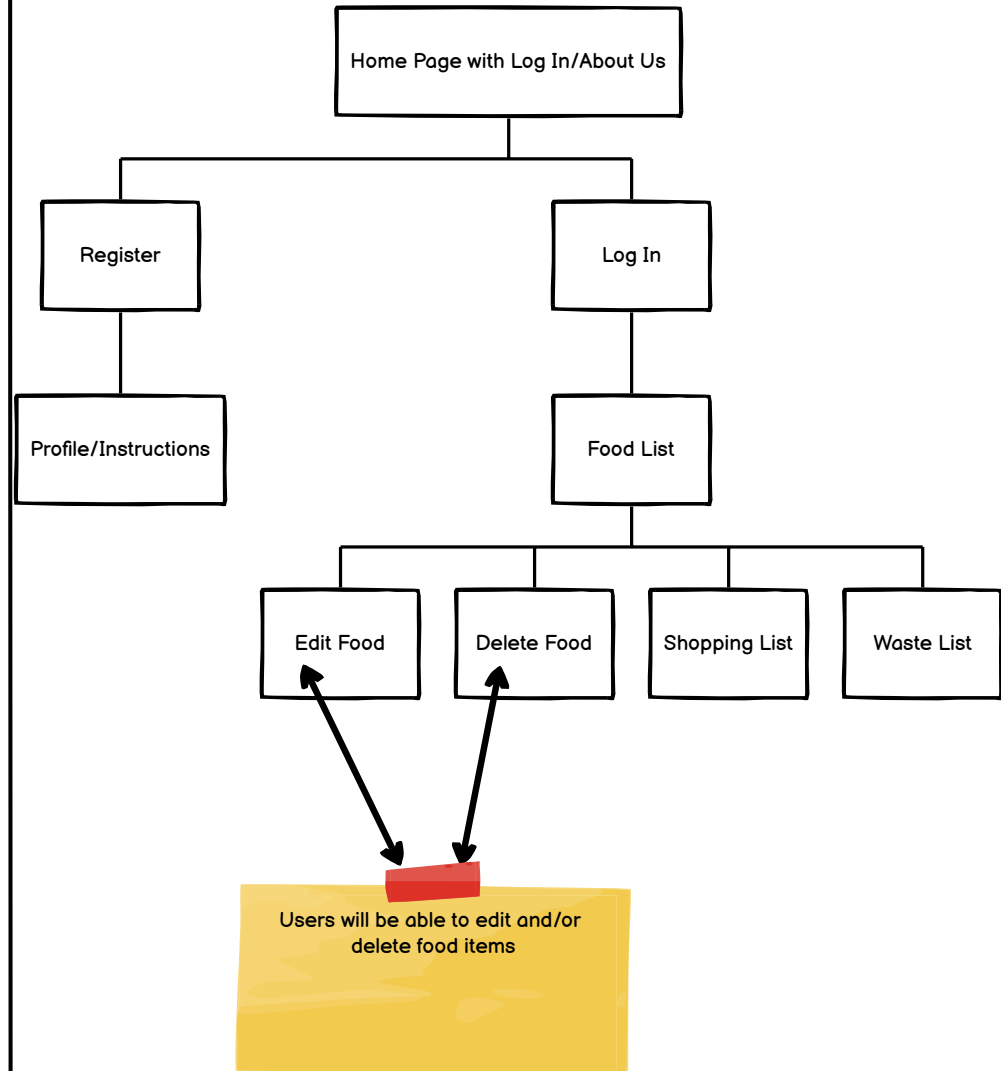 Home Page with Log In/About Us
Register
Log In
Profile/Instructions
Food List
Edit Food
Delete Food
Shopping List
Waste List
Users will be able to edit and/or
delete food items